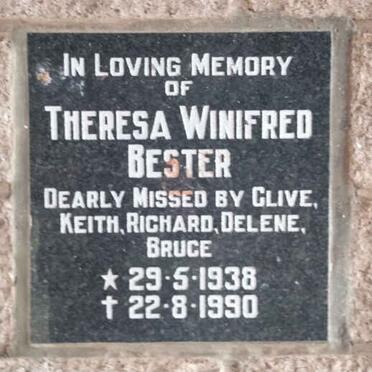 IN LOVING MEMORY
OF
THERESA WINIFRED
BESTER
DEARLY MISSED BY CLIVE,
KEITH, RICHARD, DELENE,
BRUCE
★ 29·5·1938
✝ 22·8·1990